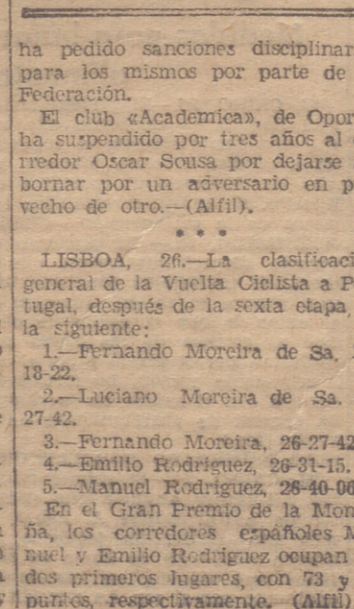 ha pedido sanciones disciplinar
para los mismos por parte de
Federación.
El club «Academica», de Opor
ha suspendido por tres años al
rredor Oscar Sousa por dejarse
bornar por un adversario en p
vecho de otro.—(Alfil).
* * *
LISBOA, 26.—La clasificaci
general de la Vuelta Ciclista a P
tugal, después de la sexta etapa,
la siguiente:
1.—Fernando Moreira de Sa,
18-22.
2.—Luciano Moreira de Sa.
27-42.
3.—Fernando Moreira, 26-27-42
4.—Emilio Rodríguez, 26-31-15.
5.—Manuel Rodríguez, 26-40-06
En el Gran Premio de la Mon
ña, los corredores españoles M
nuel y Emilio Rodríguez ocupan
dos primeros lugares, con 73 y
puntos, respectivamente. (Alfil)